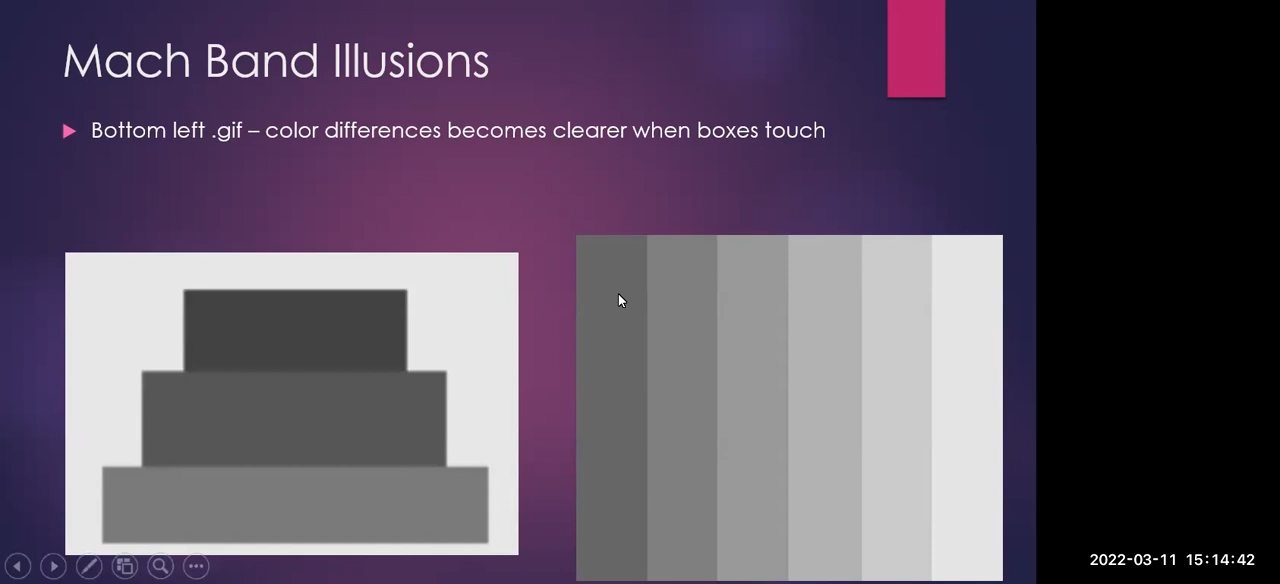 Mach Band Illusions
Bottom left .gif – color differences becomes clearer when boxes touch
2022-03-11 15:14:42